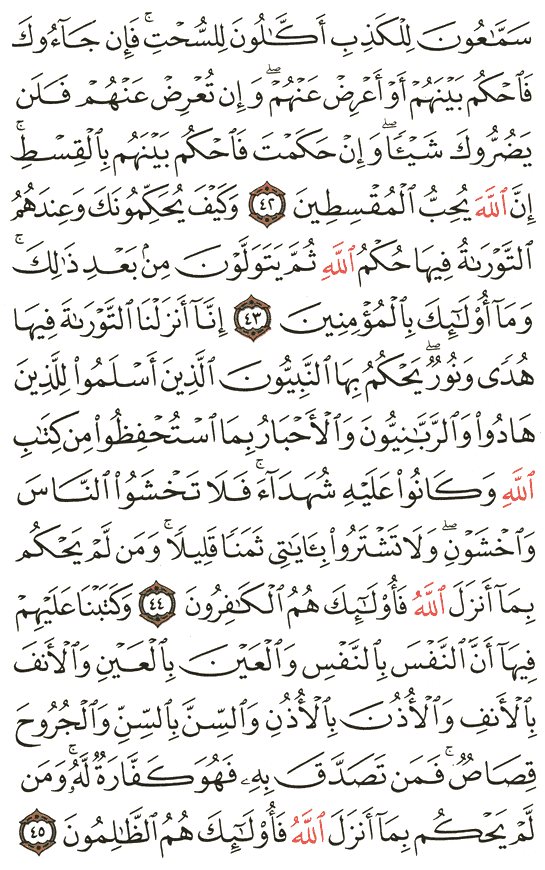 سَمَّٰعُونَ لِلۡكَذِبِ أَكَّٰلُونَ لِلسُّحۡتِۚ فَإِن جَآءُوكَ
فَٱحۡكُم بَيۡنَهُمۡ أَوۡ أَعۡرِضۡ عَنۡهُمۡۖ وَإِن تُعۡرِضۡ عَنۡهُمۡ فَلَن
يَضُرُّوكَ شَيۡـٔٗاۖ وَإِنۡ حَكَمۡتَ فَٱحۡكُم بَيۡنَهُم بِٱلۡقِسۡطِۚ
إِنَّ ٱللَّهَ يُحِبُّ ٱلۡمُقۡسِطِينَ ٤٢ وَكَيۡفَ يُحَكِّمُونَكَ وَعِندَهُمُ
ٱلتَّوۡرَىٰةُ فِيهَا حُكۡمُ ٱللَّهِ ثُمَّ يَتَوَلَّوۡنَ مِنۢ بَعۡدِ ذَٰلِكَۚ
وَمَآ أُوْلَٰٓئِكَ بِٱلۡمُؤۡمِنِينَ ٤٣ إِنَّآ أَنزَلۡنَا ٱلتَّوۡرَىٰةَ فِيهَا
هُدٗى وَنُورٞۚ يَحۡكُمُ بِهَا ٱلنَّبِيُّونَ ٱلَّذِينَ أَسۡلَمُواْ لِلَّذِينَ
هَادُواْ وَٱلرَّبَّٰنِيُّونَ وَٱلۡأَحۡبَارُ بِمَا ٱسۡتُحۡفِظُواْ مِن كِتَٰبِ
ٱللَّهِ وَكَانُواْ عَلَيۡهِ شُهَدَآءَۚ فَلَا تَخۡشَوُاْ ٱلنَّاسَ
وَٱخۡشَوۡنِۖ وَلَا تَشۡتَرُواْ بِـَٔايَٰتِي ثَمَنٗا قَلِيلٗاۚ وَمَن لَّمۡ يَحۡكُم
بِمَآ أَنزَلَ ٱللَّهُ فَأُوْلَٰٓئِكَ هُمُ ٱلۡكَٰفِرُونَ ٤٤ وَكَتَبۡنَا عَلَيۡهِمۡ
فِيهَآ أَنَّ ٱلنَّفۡسَ بِٱلنَّفۡسِ وَٱلۡعَيۡنَ بِٱلۡعَيۡنِ وَٱلۡأَنفَ
بِٱلۡأَنفِ وَٱلۡأُذُنَ بِٱلۡأُذُنِ وَٱلسِّنَّ بِٱلسِّنِّ وَٱلۡجُرُوحَ
قِصَاصٞۚ فَمَن تَصَدَّقَ بِهِۦ فَهُوَ كَفَّارَةٞ لَّهُۥۚ وَمَن
لَّمۡ يَحۡكُم بِمَآ أَنزَلَ ٱللَّهُ فَأُوْلَٰٓئِكَ هُمُ ٱلظَّٰلِمُونَ ٤٥